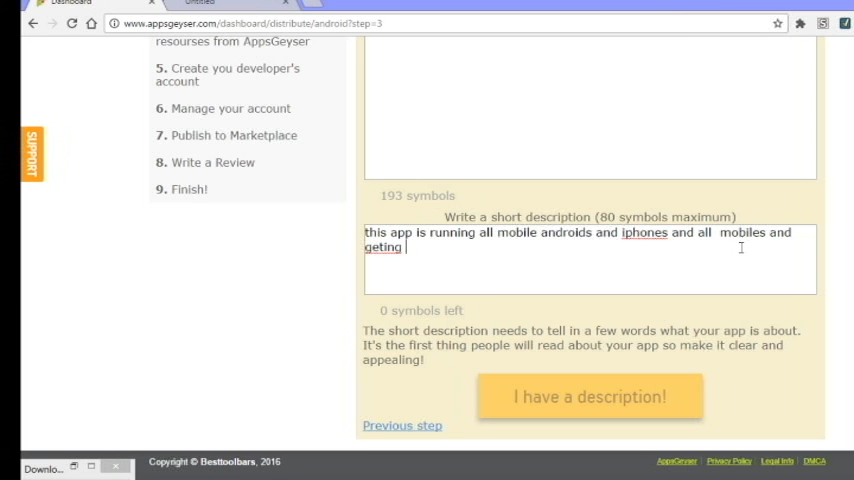 Dashboard
Untitled
www.appsgeyser.com/dashboard/distribute/android?step=3
resourses from AppsGeyser
5. Create you developer's
account
6. Manage your account
7. Publish to Marketplace
8. Write a Review
9. Finish!
SUPPORT
193 symbols
Write a short description (80 symbols maximum)
this app is running all mobile androids and iphones and all  mobiles and
geting
0 symbols left
The short description needs to tell in a few words what your app is about.
It's the first thing people will read about your app so make it clear and
appealing!
I have a description!
Previous step
Copyright © Besttoolbars, 2016
AppsGeyser Privacy Policy Legal Info DMCA
Downlo...